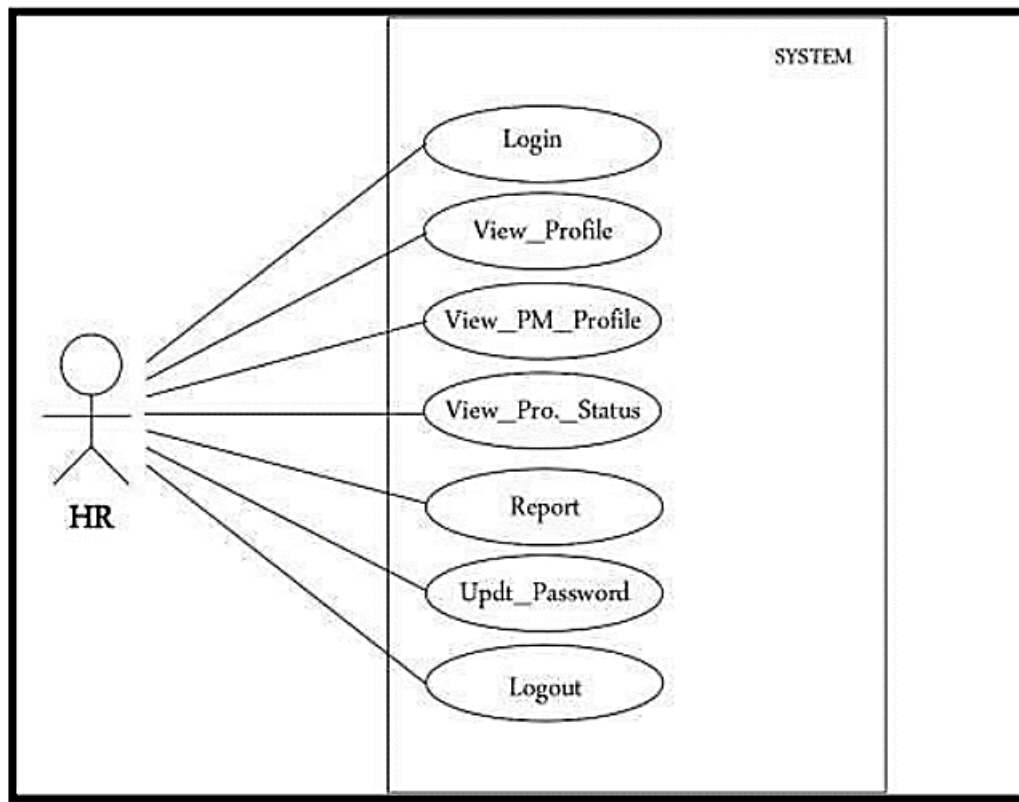 SYSTEM
Login
View_Profile
View_PM_Profile
View_Pro._Status
HR
Report
Updt_Password
Logout